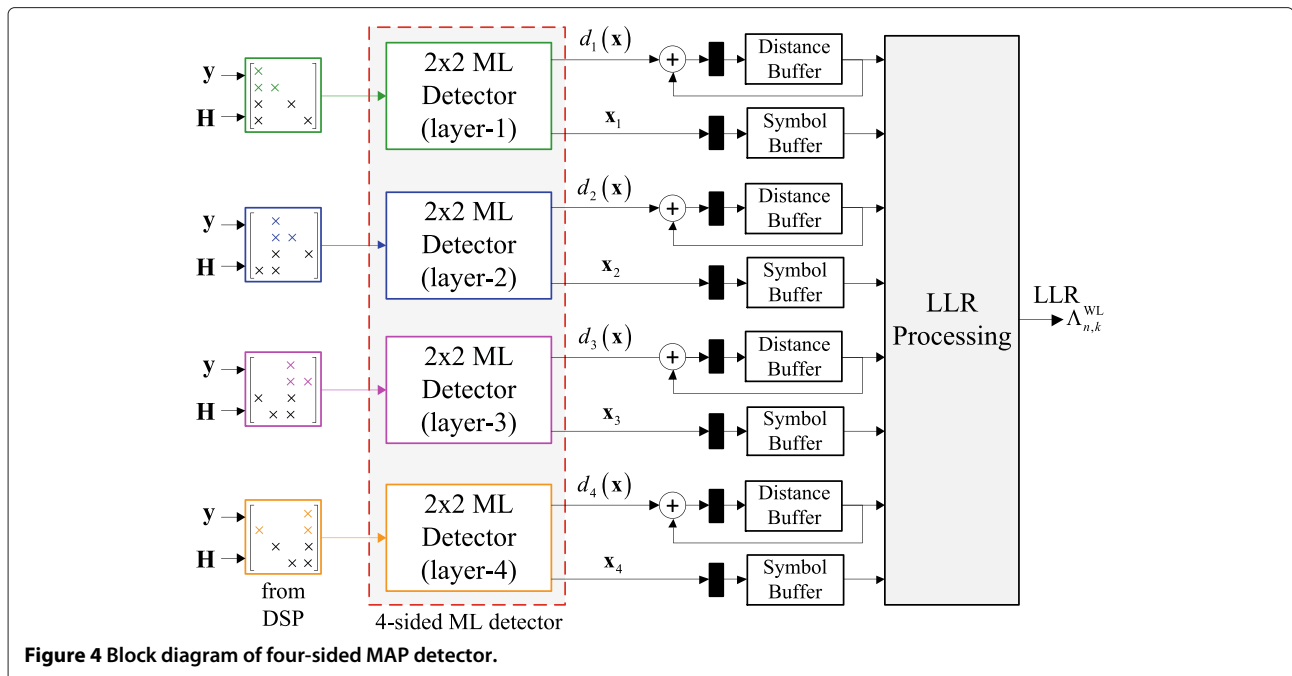 y
H
2x2 ML
Detector
(layer-1)
d₁(x)
+
Distance
Buffer
x₁
Symbol
Buffer
y
H
2x2 ML
Detector
(layer-2)
d₂(x)
+
Distance
Buffer
x₂
Symbol
Buffer
y
H
2x2 ML
Detector
(layer-3)
d₃(x)
+
Distance
Buffer
x₃
Symbol
Buffer
y
H
from
DSP
2x2 ML
Detector
(layer-4)
4-sided ML detector
d₄(x)
+
Distance
Buffer
x₄
Symbol
Buffer
LLR
Processing
LLR
Λ_{n,k}^{WL}
Figure 4 Block diagram of four-sided MAP detector.